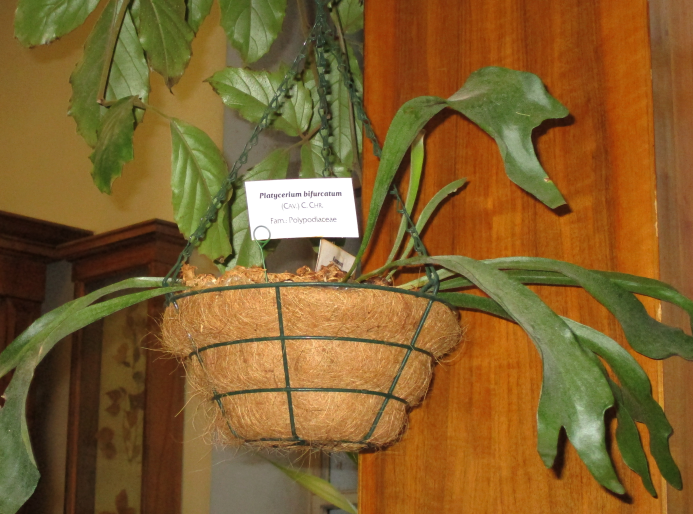 Platycerium bifurcatum
(CAV.) C. CHR.
Fam.: Polypodiaceae